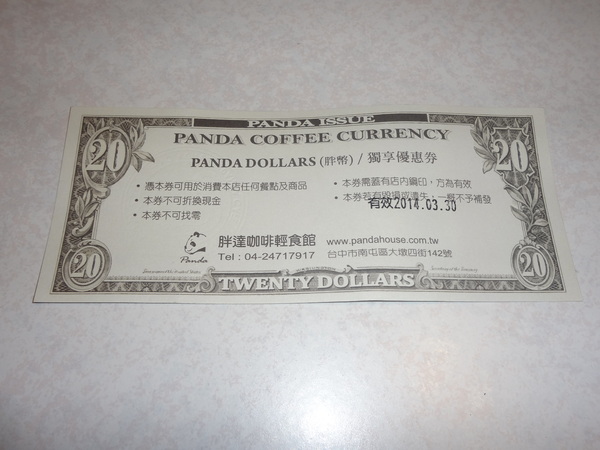 PANDA ISSUE
PANDA COFFEE CURRENCY
20
20
PANDA DOLLARS (胖幣) / 獨享優惠券
• 憑本券可用於消費本店任何餐點及商品
• 本券不可折換現金
• 本券不可找零
• 本券需蓋有店內鋼印，方為有效
• 本券若有毀損或遺失，一概不予補發
有效2014.03.30
Panda
胖達咖啡輕食館 www.pandahouse.com.tw
Tel : 04-24717917 台中市南屯區大墩四街142號
20
20
TWENTY DOLLARS